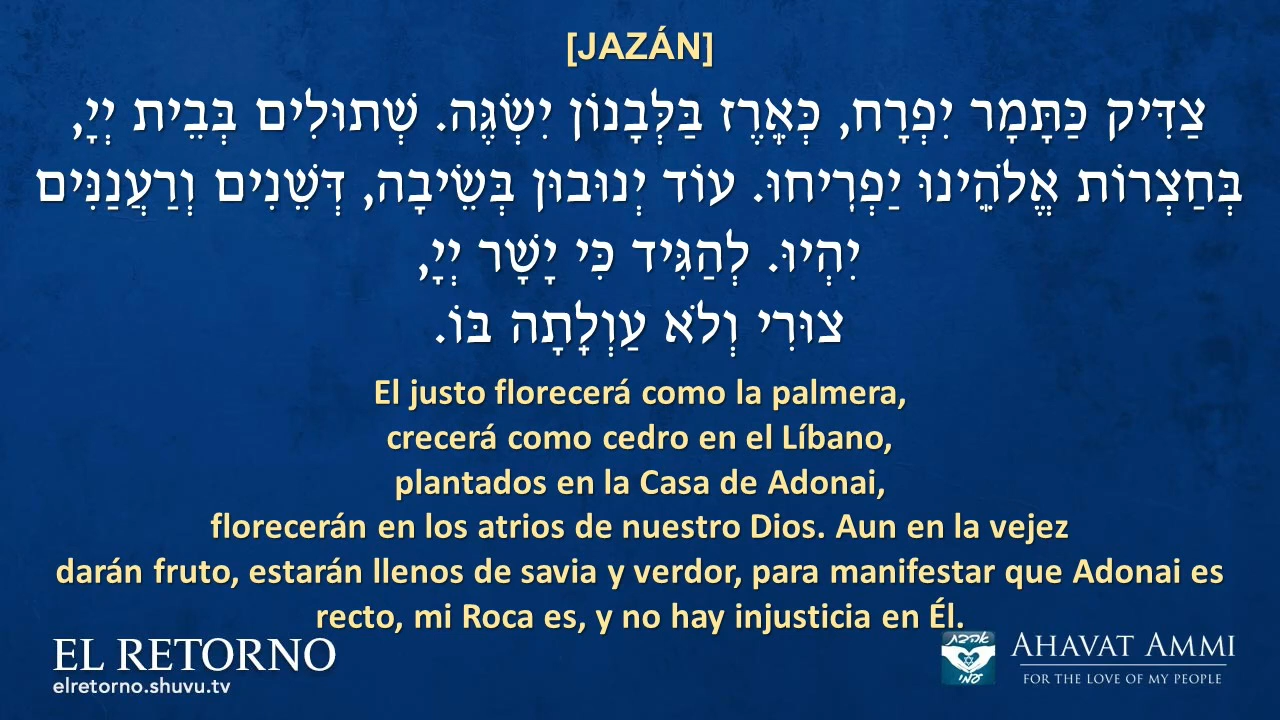 [JAZÁN]
צַדִּיק כַּתָּמָר יִפְרָח, כְּאֶֽרֶז בַּלְּבָנוֹן יִשְׂגֶּה. שְׁתוּלִים בְּבֵית יְיָ,
בְּחַצְרוֹת אֱלֹהֵֽינוּ יַפְרִֽיחוּ. עוֹד יְנוּבוּן בְּשֵׂיבָה, דְּשֵׁנִים וְרַעֲנַנִּים
יִהְיוּ. לְהַגִּיד כִּי יָשָׁר יְיָ,
צוּרִי וְלֹא עַוְלָֽתָה בּוֹ.
El justo florecerá como la palmera,
crecerá como cedro en el Líbano,
plantados en la Casa de Adonai,
florecerán en los atrios de nuestro Dios. Aun en la vejez
darán fruto, estarán llenos de savia y verdor, para manifestar que Adonai es
recto, mi Roca es, y no hay injusticia en Él.
EL RETORNO
elretorno.shuvu.tv
אהבת
עמי
AHAVAT AMMI
FOR THE LOVE OF MY PEOPLE